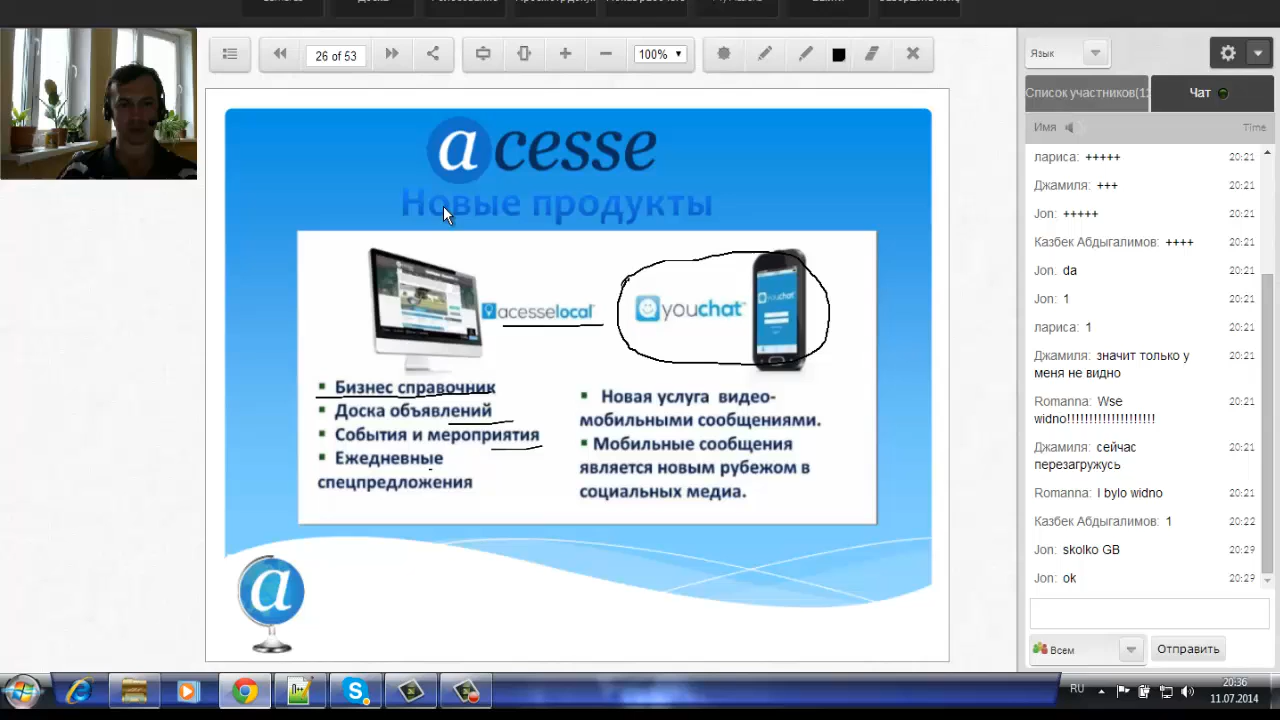 26 of 53
100%
Язык
Список участников(1
Чат
Имя
Time
acesse
Новые продукты
acesselocal
youchat
youchat
Бизнес справочник
Доска объявлений
События и мероприятия
Ежедневные
спецпредложения
Новая услуга видео-
мобильными сообщениями.
Мобильные сообщения
является новым рубежом в
социальных медиа.
a
лариса: +++++ 20:21
Джамиля: +++ 20:21
Jon: +++++ 20:21
Казбек Абдыгалимов: ++++ 20:21
Jon: da 20:21
Jon: 1 20:21
лариса: 1 20:21
Джамиля: значит только у 20:21
меня не видно
Romanna: Wse 20:21
widno!!!!!!!!!!!!!!!!!!!!
Джамиля: сейчас 20:21
перезагружусь
Romanna: I bylo widno 20:21
Казбек Абдыгалимов: 1 20:22
Jon: skolko GB 20:29
Jon: ok 20:29
Всем
Отправить
RU
20:36
11.07.2014